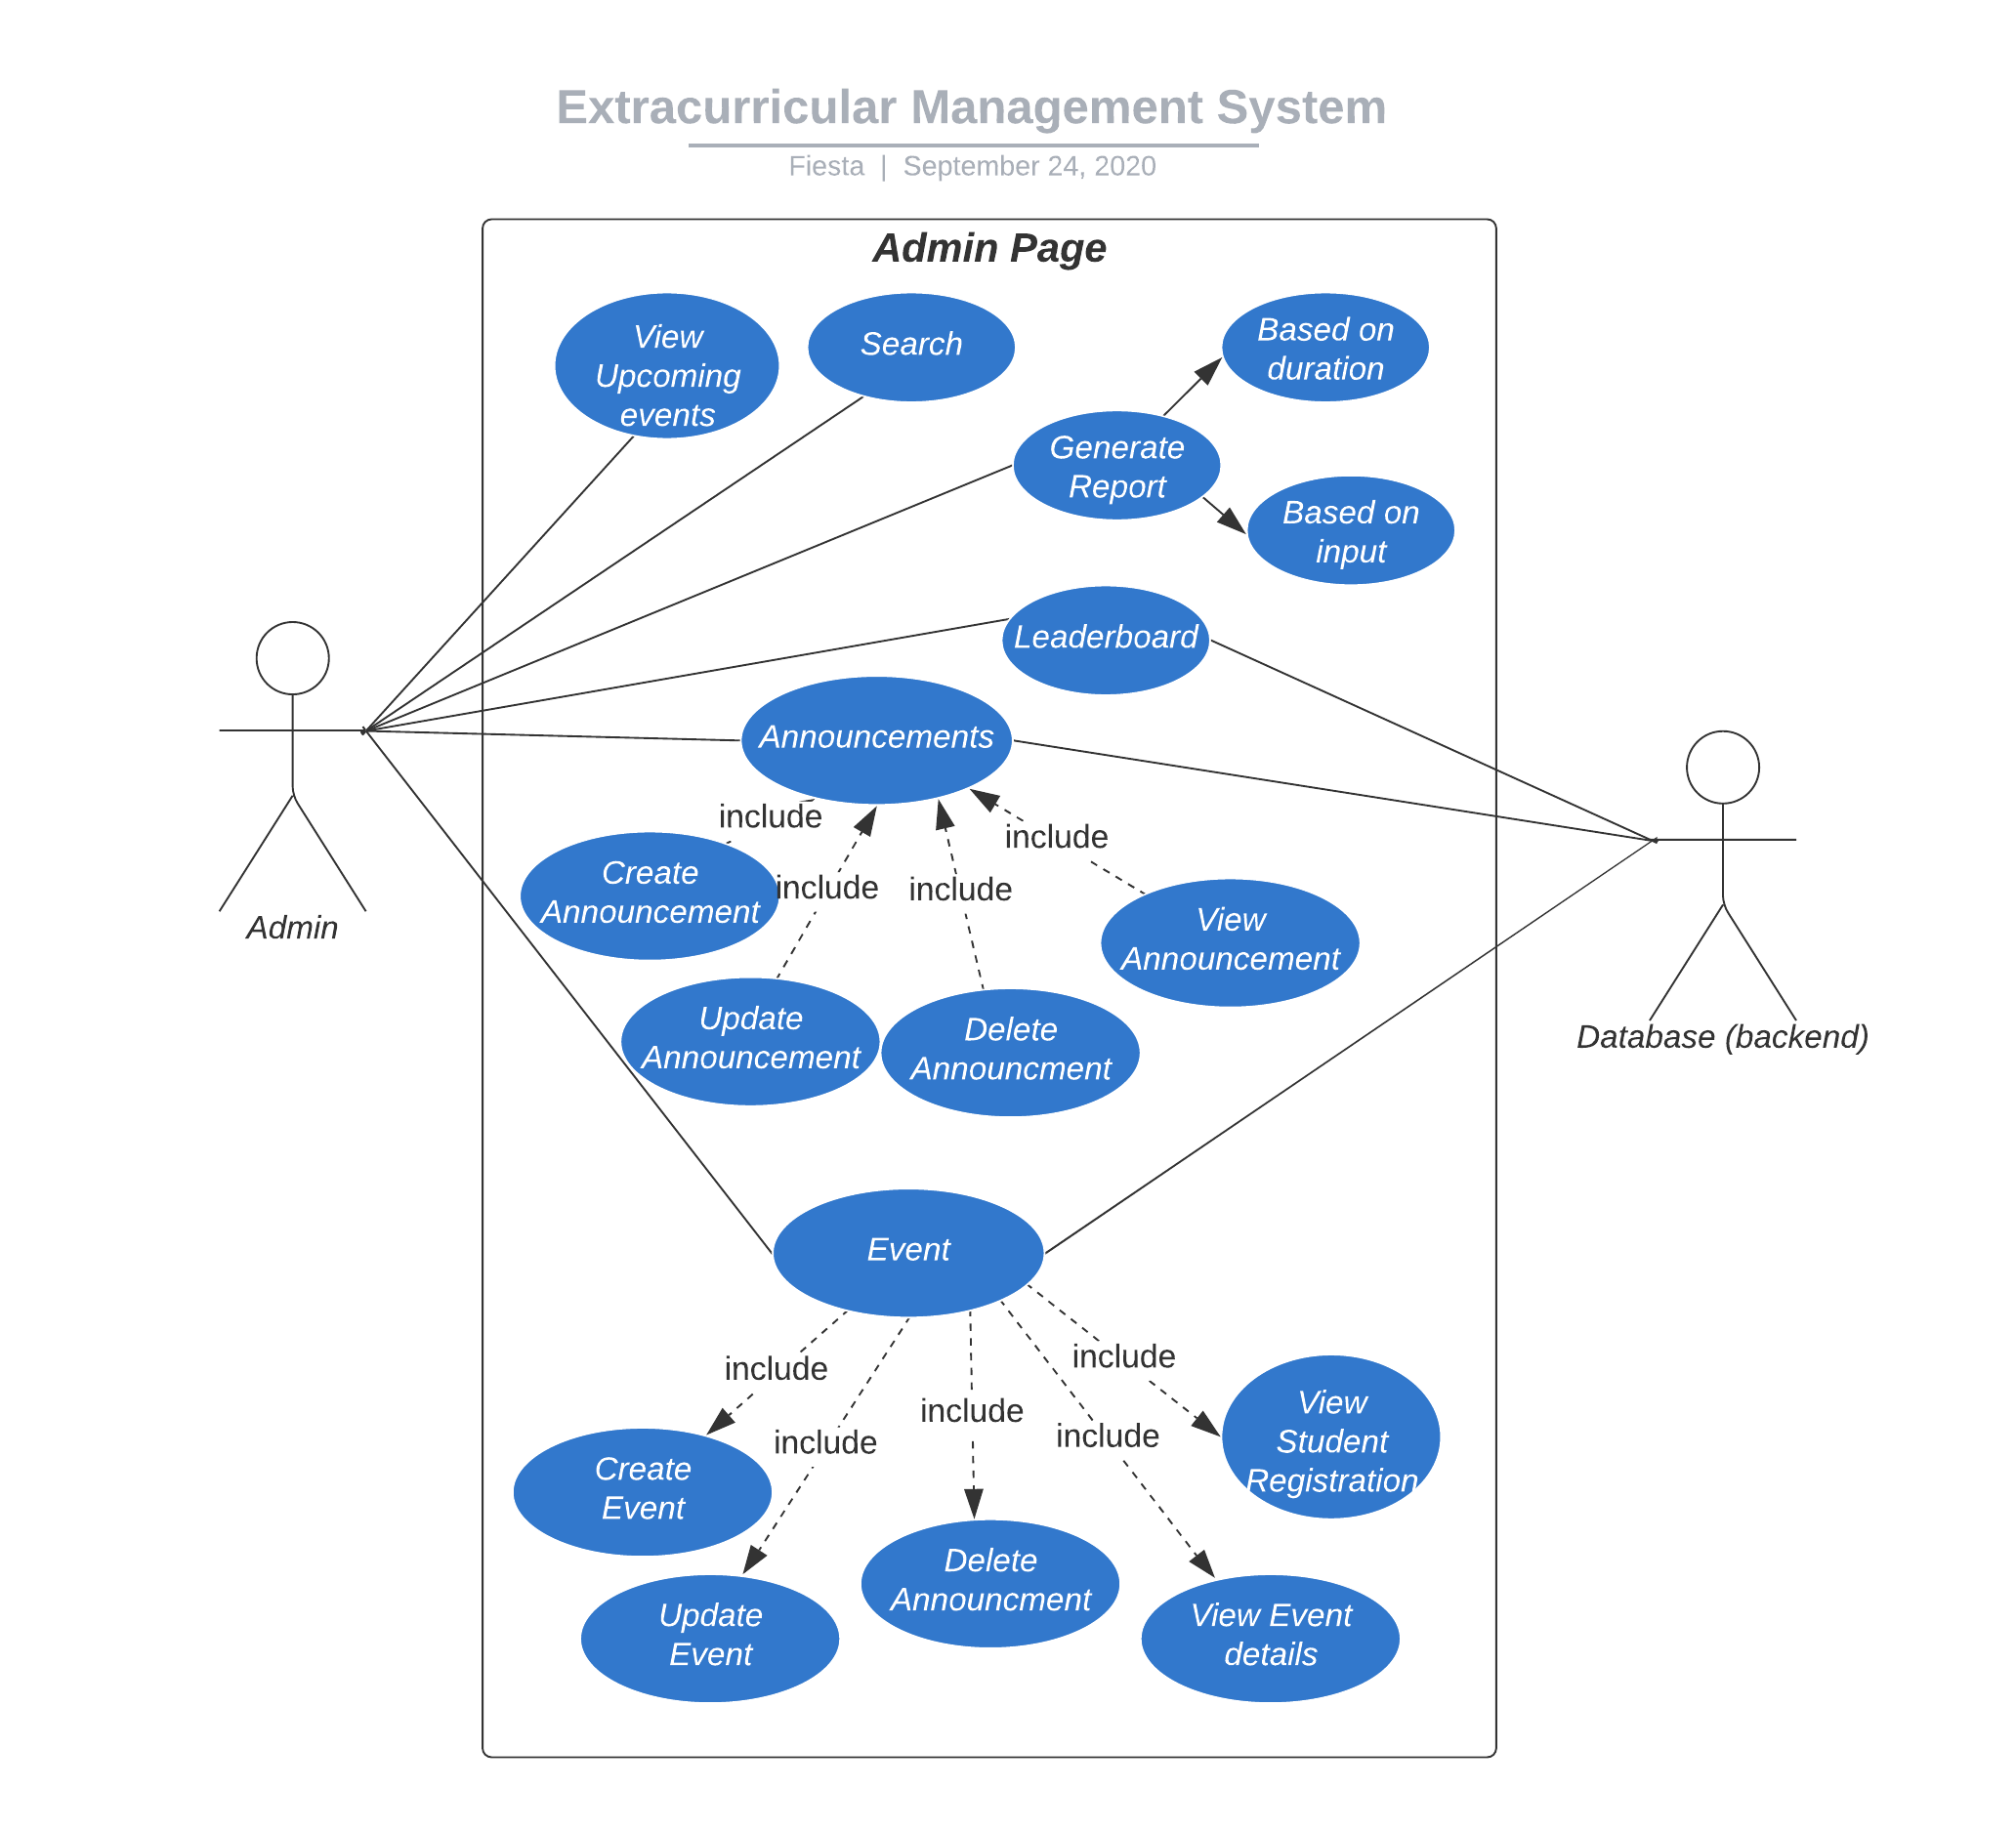 Extracurricular Management System
Fiesta | September 24, 2020
Admin Page
View
Upcoming
events
Search
Based on
duration
Generate
Report
Based on
input
Leaderboard
Announcements
include
include
Create
Announcement
include
include
View
Announcement
Admin
Update
Announcement
Delete
Announcment
Database (backend)
Event
include
include
include
include
include
View
Student
Registration
Create
Event
Delete
Announcment
Update
Event
View Event
details